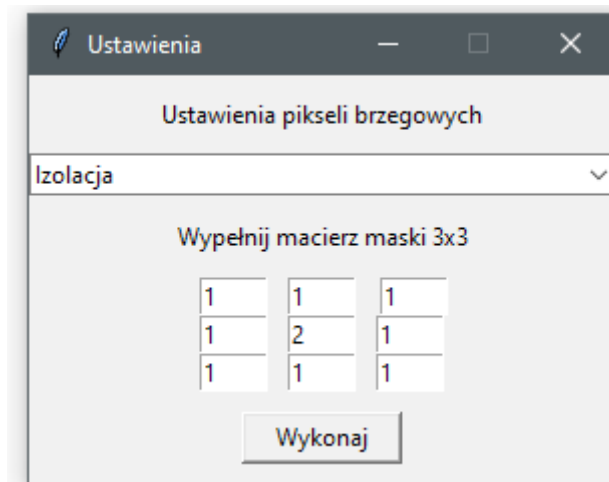 Ustawienia
Ustawienia pikseli brzegowych
Izolacja
Wypełnij macierz maski 3x3
1 1 1
1 2 1
1 1 1
Wykonaj